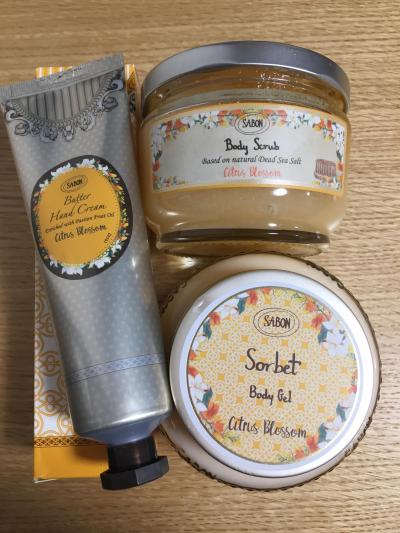 SABON
Butter
Hand Cream
Enriched with Passion Fruit Oil
Citrus Blossom
SABON
Body Scrub
Based on natural Dead Sea Salt
Citrus Blossom
SABON
Sorbet
Body Gel
Citrus Blossom